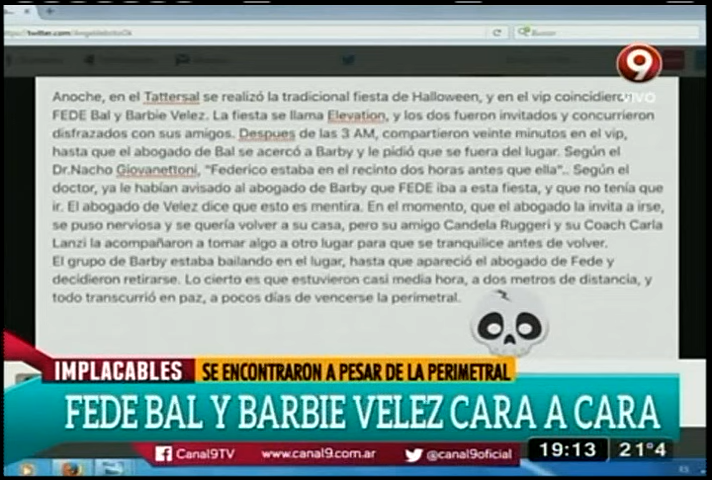 https://twitter.com/AngeldebritoOk
Buscar
9
VIVO
Anoche, en el Tattersal se realizó la tradicional fiesta de Halloween, y en el vip coincidieron
FEDE Bal y Barbie Velez. La fiesta se llama Elevation, y los dos fueron invitados y concurrieron
disfrazados con sus amigos. Despues de las 3 AM, compartieron veinte minutos en el vip,
hasta que el abogado de Bal se acercó a Barby y le pidió que se fuera del lugar. Según el
Dr.Nacho Giovanettoni, "Federico estaba en el recinto dos horas antes que ella".. Según el
doctor, ya le habían avisado al abogado de Barby que FEDE iba a esta fiesta, y que no tenía que
ir. El abogado de Velez dice que esto es mentira. En el momento, que el abogado la invita a irse,
se puso nerviosa y se quería volver a su casa, pero su amigo Candela Ruggeri y su Coach Carla
Lanzi la acompañaron a tomar algo a otro lugar para que se tranquilice antes de volver.
El grupo de Barby estaba bailando en el lugar, hasta que apareció el abogado de Fede y
decidieron retirarse. Lo cierto es que estuvieron casi media hora, a dos metros de distancia, y
todo transcurrió en paz, a pocos días de vencerse la perimetral.
IMPLACABLES SE ENCONTRARON A PESAR DE LA PERIMETRAL
FEDE BAL Y BARBIE VELEZ CARA A CARA
Canal9TV www.canal9.com.ar @canal9oficial 19:13 21°4
ES